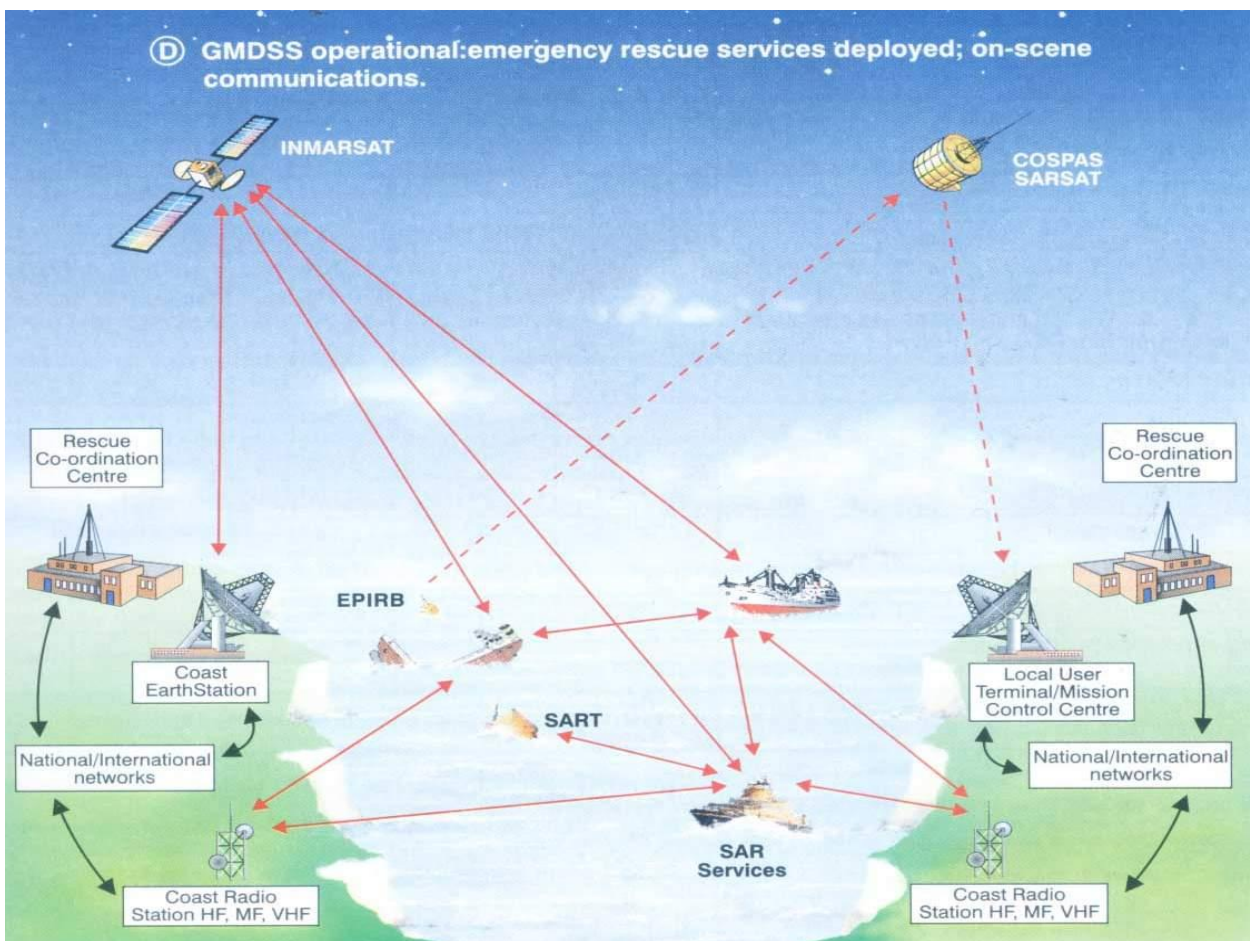 D GMDSS operational:emergency rescue services deployed; on-scene
communications.
INMARSAT
COSPAS
SARSAT
Rescue
Co-ordination
Centre
Rescue
Co-ordination
Centre
EPIRB
Coast
EarthStation
SART
Local User
Terminal/Mission
Control Centre
National/International
networks
National/International
networks
SAR
Services
Coast Radio
Station HF, MF, VHF
Coast Radio
Station HF, MF, VHF